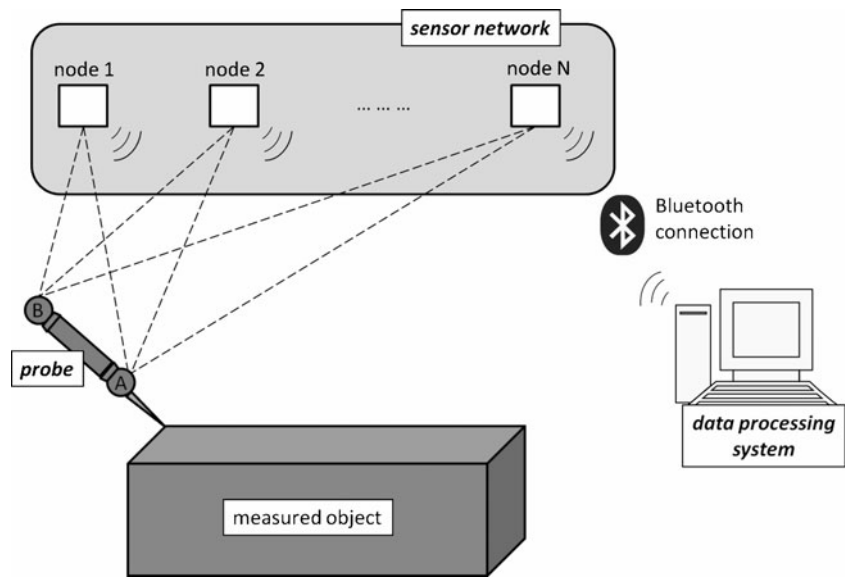 sensor network
node 1
node 2
... ... ...
node N
Bluetooth
connection
B
A
probe
data processing
system
measured object